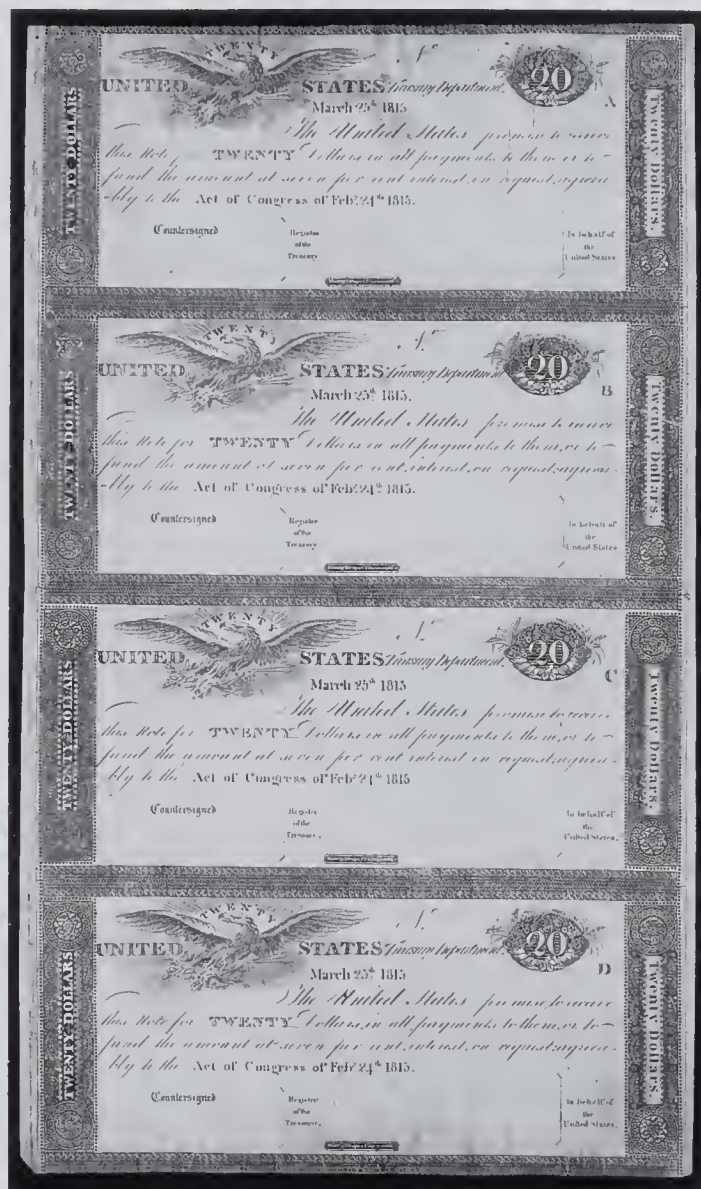 TWENTY
UNITED STATES Treasury Department.
20
A
March 25th 1815
The United States promise to receive
this Note TWENTY Dollars in all payments to them, or to
fund the amount at seven per cent interest, on request, agreea-
-bly to the Act of Congress of Feby. 24th 1815.
Countersigned
Register
of the
Treasury
In behalf of
the
United States
TWENTY DOLLARS
Twenty Dollars.
TWENTY
UNITED STATES Treasury Department
20
B
March 25th 1815.
The United States promise to receive
this Note for TWENTY Dollars in all payments to them, or to
fund the amount at seven per cent. interest, on request, agreea-
-bly to the Act of Congress of Feby. 24th 1815.
Countersigned
Register
of the
Treasury
In behalf of
the
United States
TWENTY DOLLARS
Twenty Dollars.
TWENTY
UNITED STATES Treasury Department.
20
C
March 25th 1815
The United States promise to receive
this Note for TWENTY Dollars in all payments to them, or to
fund the amount at seven per cent interest on request, agreea-
bly to the Act of Congress of Feby. 24th 1815
Countersigned
Register
of the
Treasury.
In behalf of
the
United States.
TWENTY DOLLARS
Twenty Dollars.
TWENTY
UNITED STATES Treasury Department.
20
D
March 25th 1815
The United States promise to receive
this Note for TWENTY Dollars, in all payments to them, or to
fund the amount at seven per cent. interest, on request, agreea-
bly to the Act of Congress of Feby. 24th 1815.
Countersigned
Register
of the
Treasury.
In behalf of
the
United States.
TWENTY DOLLARS
Twenty Dollars.